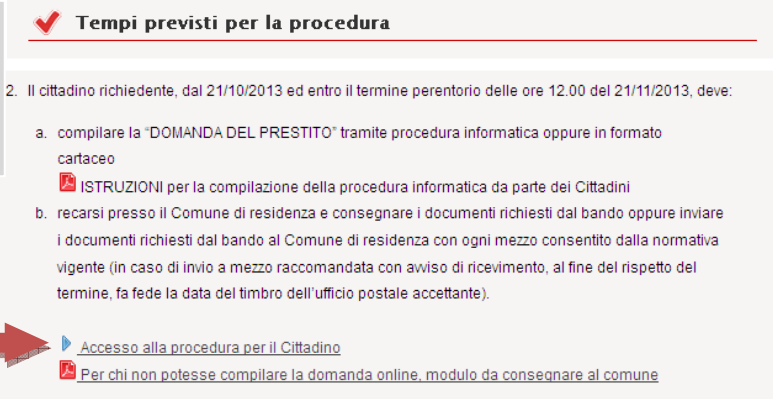 Tempi previsti per la procedura
2. Il cittadino richiedente, dal 21/10/2013 ed entro il termine perentorio delle ore 12.00 del 21/11/2013, deve:
a. compilare la “DOMANDA DEL PRESTITO” tramite procedura informatica oppure in formato
cartaceo
ISTRUZIONI per la compilazione della procedura informatica da parte dei Cittadini
b. recarsi presso il Comune di residenza e consegnare i documenti richiesti dal bando oppure inviare
i documenti richiesti dal bando al Comune di residenza con ogni mezzo consentito dalla normativa
vigente (in caso di invio a mezzo raccomandata con avviso di ricevimento, al fine del rispetto del
termine, fa fede la data del timbro dell’ufficio postale accettante).
Accesso alla procedura per il Cittadino
Per chi non potesse compilare la domanda online, modulo da consegnare al comune